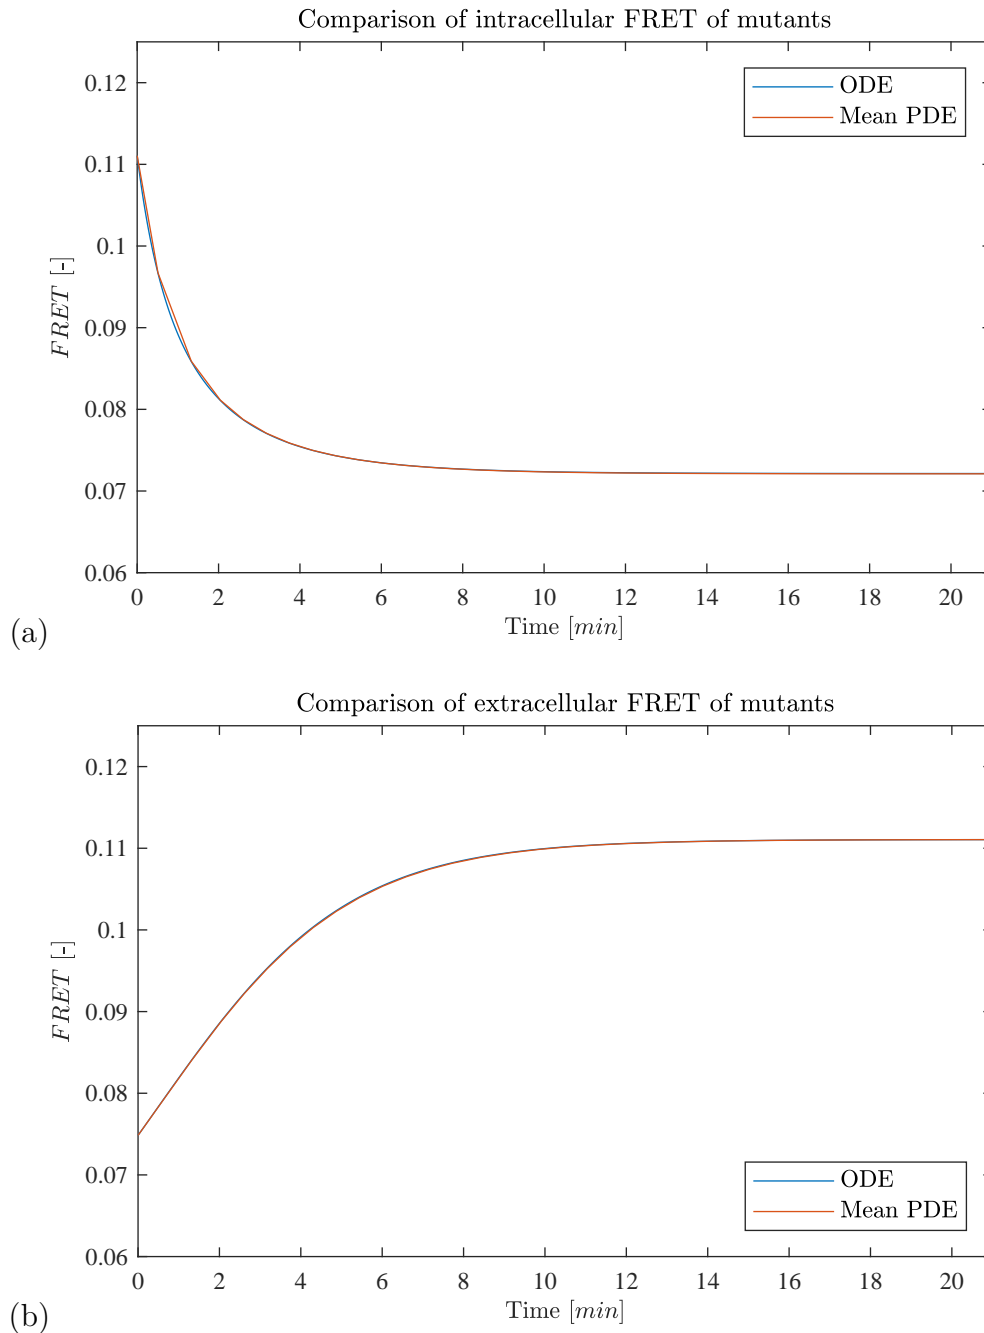 Comparison of intracellular FRET of mutants
ODE
Mean PDE
0.12
0.11
0.1
0.09
0.08
0.07
0.06
FRET [-]
0 2 4 6 8 10 12 14 16 18 20
Time [min]
(a)
Comparison of extracellular FRET of mutants
0.12
0.11
0.1
0.09
0.08
0.07
0.06
FRET [-]
ODE
Mean PDE
0 2 4 6 8 10 12 14 16 18 20
Time [min]
(b)